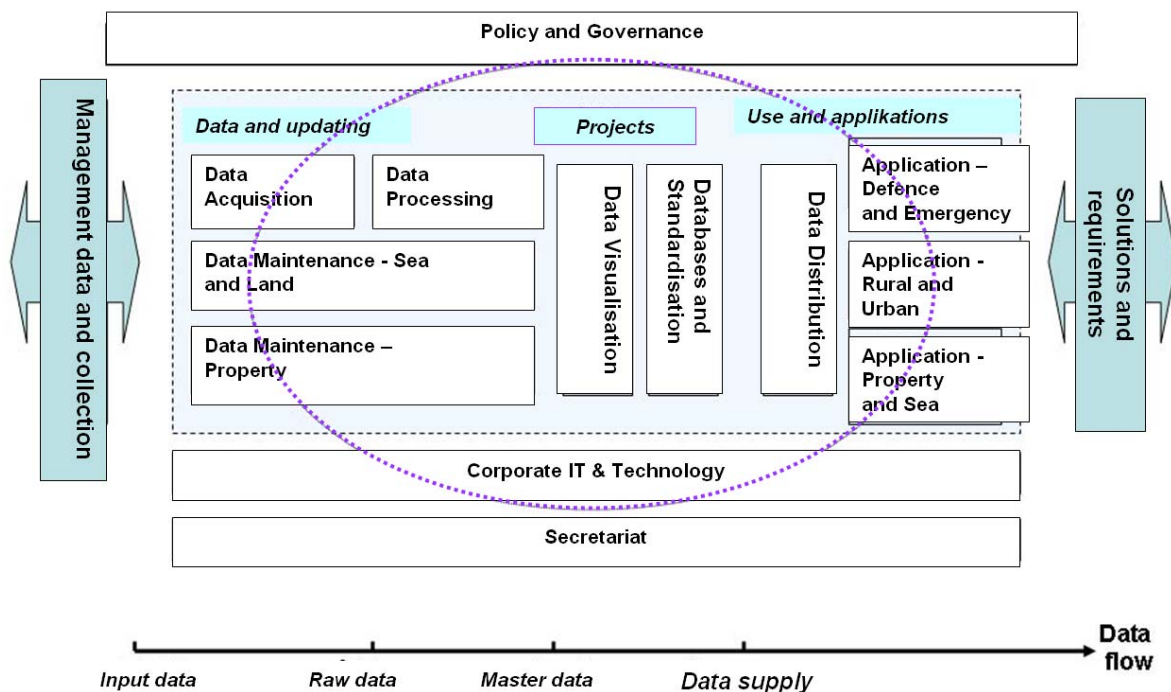 Policy and Governance
Management data and collection
Data and updating
Projects
Use and applikations
Solutions and
requirements
Data
Acquisition
Data
Processing
Data Maintenance - Sea
and Land
Data Maintenance –
Property
Data Visualisation
Databases and
Standardisation
Data Distribution
Application –
Defence
and Emergency
Application -
Rural and
Urban
Application -
Property
and Sea
Corporate IT & Technology
Secretariat
Data
flow
Input data
Raw data
Master data
Data supply